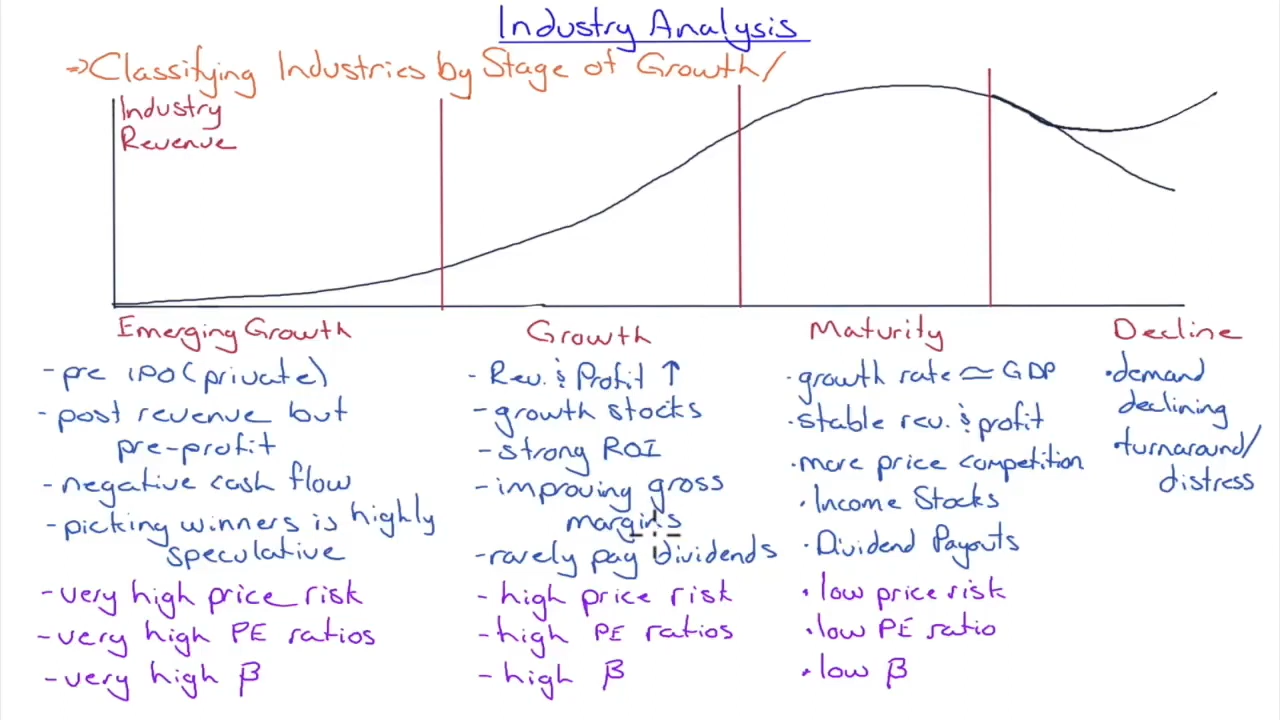 Industry Analysis
⇒Classifying Industries by Stage of Growth/
Industry
Revenue
Emerging Growth
- pre IPO (private)
- post revenue but
pre-profit
- negative cash flow
- picking winners is highly
speculative
- very high price risk
- very high PE ratios
- very high β
Growth
- Rev. & Profit ↑
- growth stocks
- strong ROI
- improving gross
margins
- rarely pay dividends
- high price risk
- high PE ratios
- high β
Maturity
· growth rate ≃ GDP
· stable rev. & profit
· more price competition
· Income Stocks
· Dividend Payouts
· low price risk
· low PE ratio
· low β
Decline
· demand
declining
· turnaround/
distress